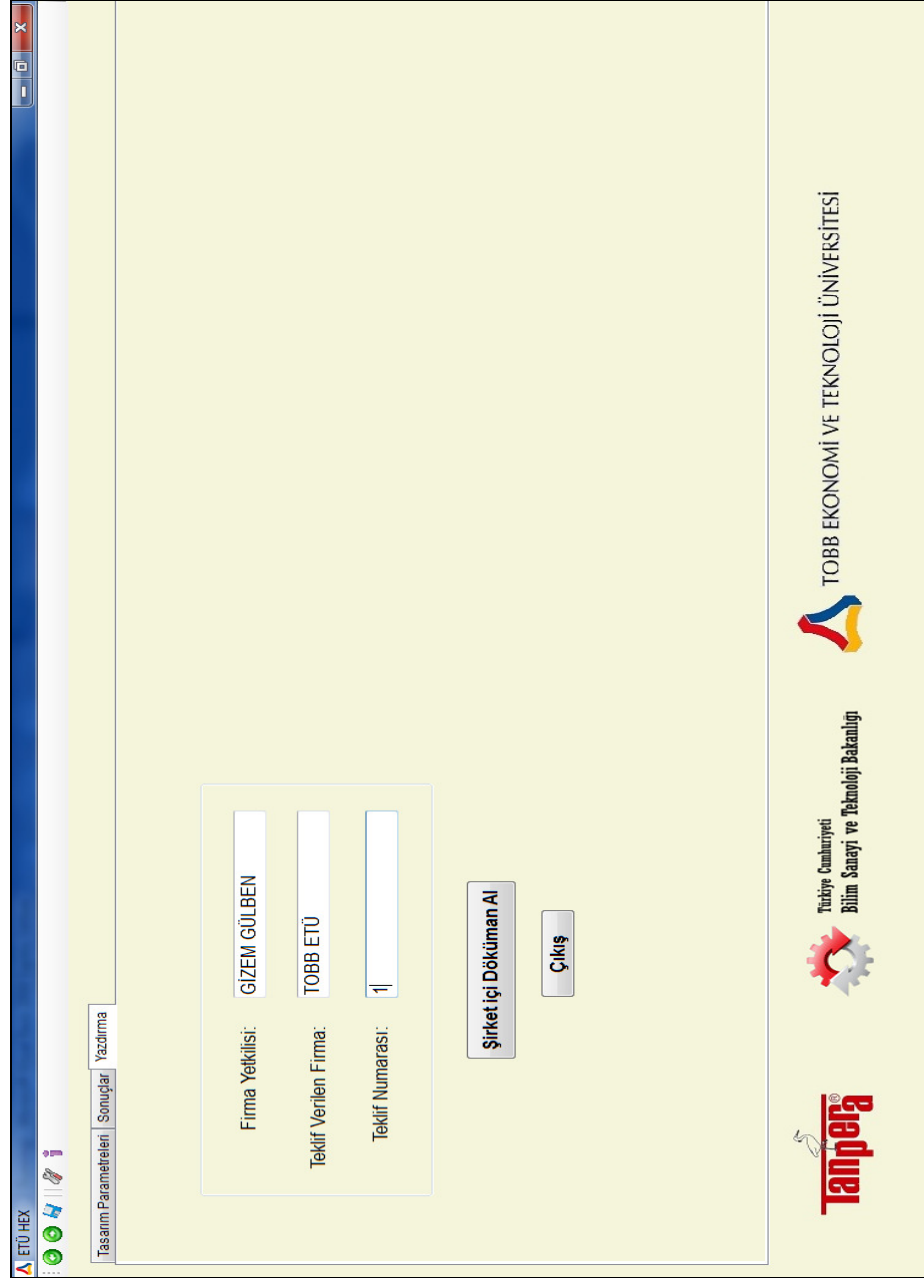 ETÜ HEX
Tasarım Parametreleri Sonuçlar Yazdırma
Firma Yetkilisi: GİZEM GÜLBEN
Teklif Verilen Firma: TOBB ETÜ
Teklif Numarası: 1
Şirket içi Döküman Al
Çıkış
Tanpera®
Türkiye Cumhuriyeti
Bilim Sanayi ve Teknoloji Bakanlığı
TOBB EKONOMİ VE TEKNOLOJİ ÜNİVERSİTESİ